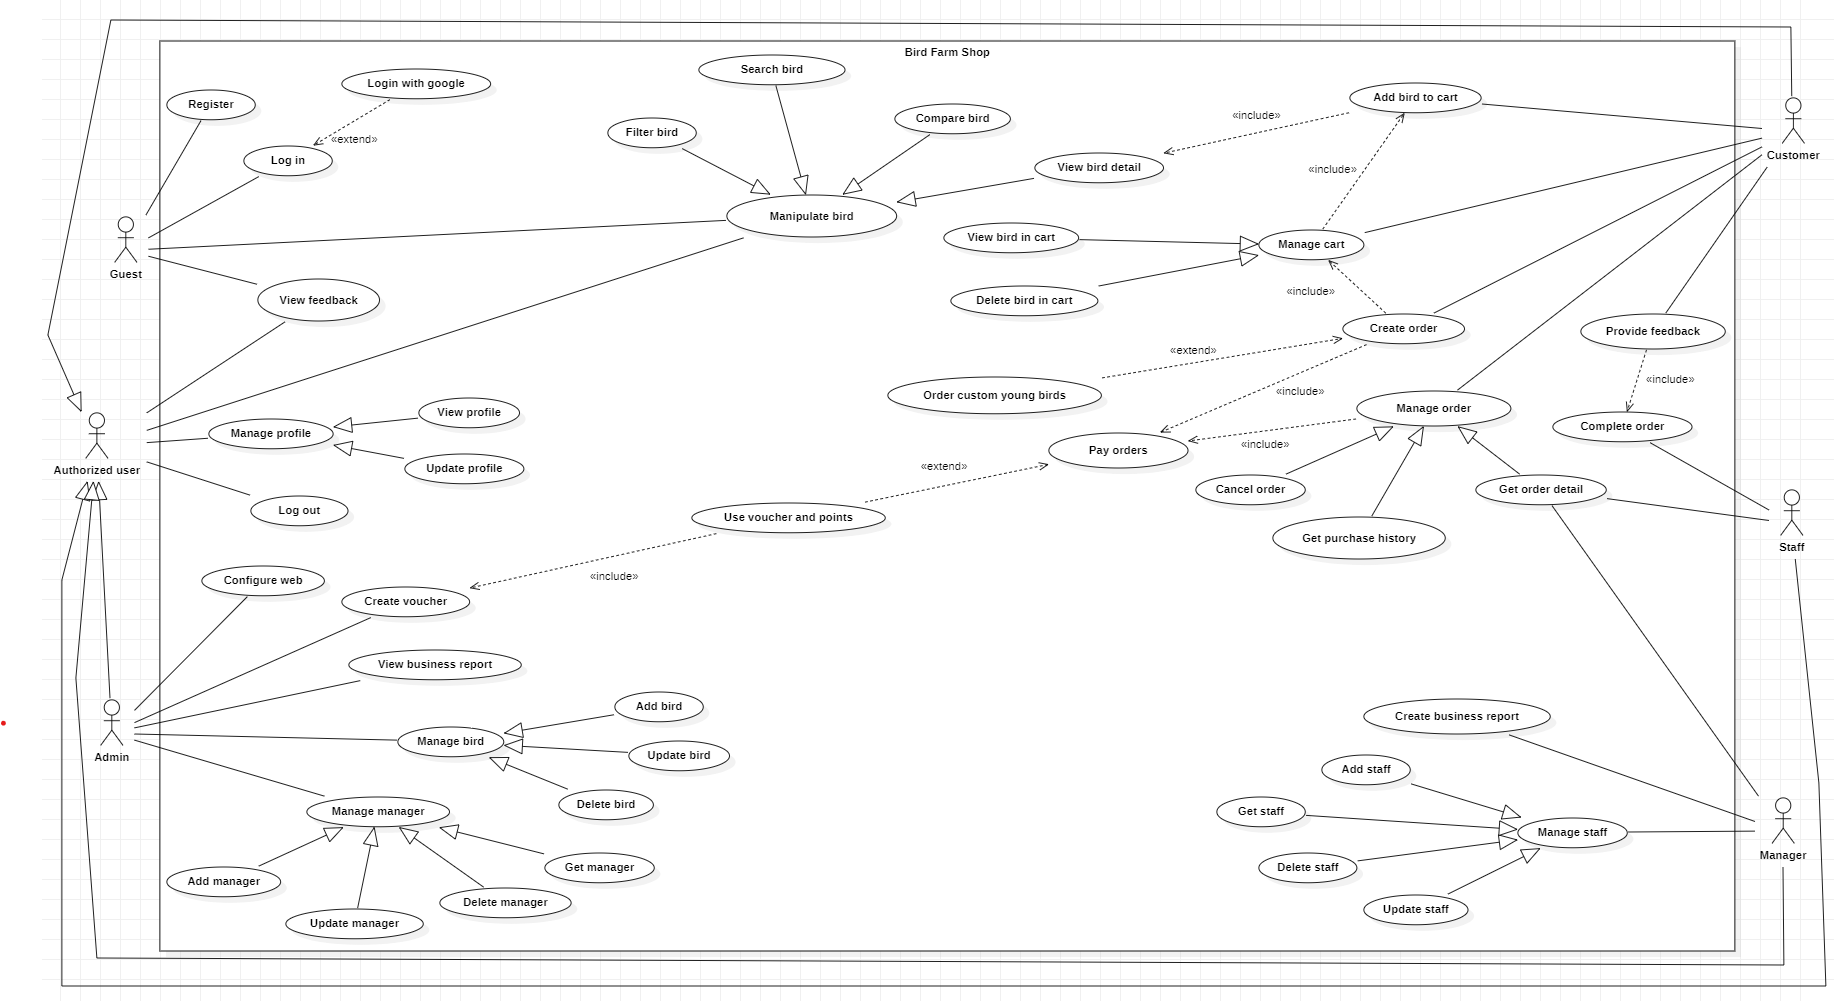 Bird Farm Shop
Search bird
Login with google
Register
Add bird to cart
«include»
Compare bird
Filter bird
«extend»
Log in
Customer
View bird detail
«include»
Manipulate bird
View bird in cart
Manage cart
Guest
View feedback
«include»
Delete bird in cart
Create order
Provide feedback
«extend»
«include»
Order custom young birds
«include»
Manage order
View profile
Complete order
Manage profile
«include»
Pay orders
Authorized user
Update profile
«extend»
Cancel order
Get order detail
Log out
Use voucher and points
Get purchase history
Staff
«include»
Configure web
Create voucher
View business report
Add bird
Create business report
Manage bird
Update bird
Admin
Add staff
Delete bird
Manage manager
Get staff
Manage staff
Manager
Get manager
Delete staff
Add manager
Delete manager
Update staff
Update manager